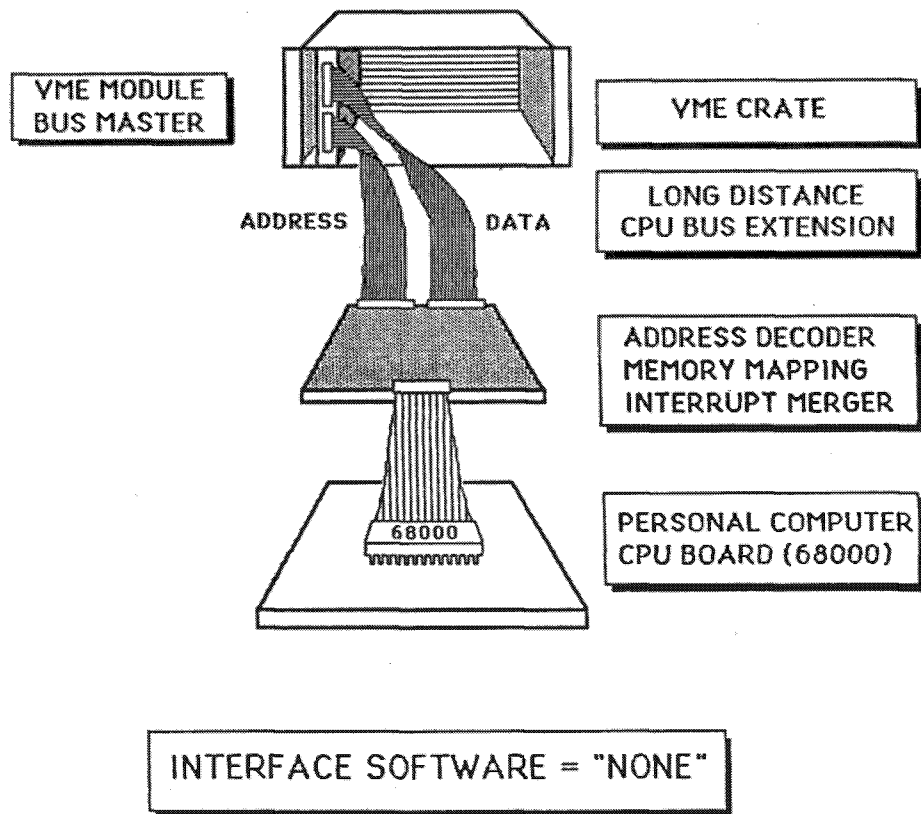 VME MODULE
BUS MASTER
VME CRATE
LONG DISTANCE
CPU BUS EXTENSION
ADDRESS
DATA
ADDRESS DECODER
MEMORY MAPPING
INTERRUPT MERGER
68000
PERSONAL COMPUTER
CPU BOARD (68000)
INTERFACE SOFTWARE = "NONE"